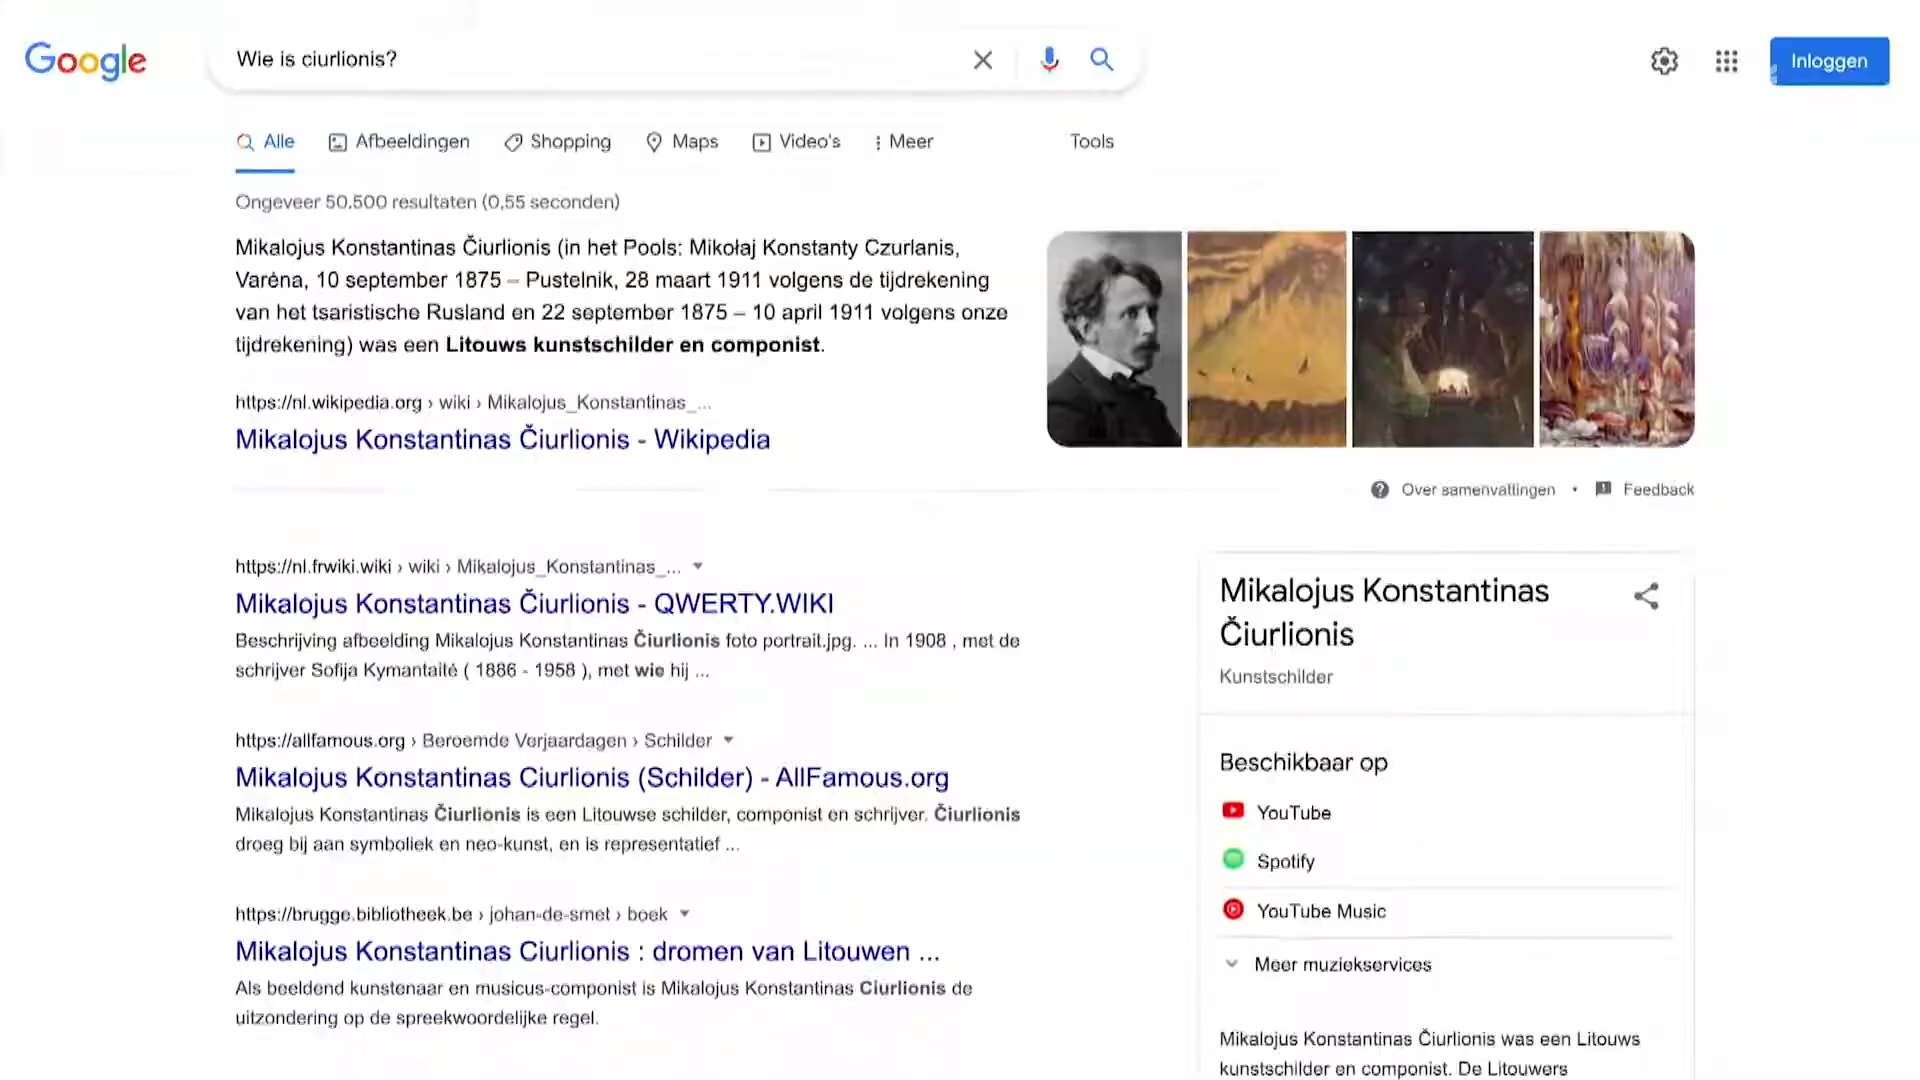 Google
Wie is ciurlionis?
Inloggen
Alle
Afbeeldingen
Shopping
Maps
Video's
Meer
Tools
Ongeveer 50.500 resultaten (0,55 seconden)
Mikalojus Konstantinas Čiurlionis (in het Pools: Mikołaj Konstanty Czurlanis,
Varėna, 10 september 1875 – Pustelnik, 28 maart 1911 volgens de tijdrekening
van het tsaristische Rusland en 22 september 1875 – 10 april 1911 volgens onze
tijdrekening) was een Litouws kunstschilder en componist.
https://nl.wikipedia.org › wiki › Mikalojus_Konstantinas_...
Mikalojus Konstantinas Čiurlionis - Wikipedia
Over samenvattingen • Feedback
https://nl.frwiki.wiki › wiki › Mikalojus_Konstantinas_...
Mikalojus Konstantinas Čiurlionis - QWERTY.WIKI
Beschrijving afbeelding Mikalojus Konstantinas Čiurlionis foto portrait.jpg. ... In 1908 , met de
schrijver Sofija Kymantaitė ( 1886 - 1958 ), met wie hij ...
https://allfamous.org › Beroemde Verjaardagen › Schilder
Mikalojus Konstantinas Ciurlionis (Schilder) - AllFamous.org
Mikalojus Konstantinas Čiurlionis is een Litouwse schilder, componist en schrijver. Čiurlionis
droeg bij aan symboliek en neo-kunst, en is representatief ...
https://brugge.bibliotheek.be › johan-de-smet › boek
Mikalojus Konstantinas Ciurlionis : dromen van Litouwen ...
Als beeldend kunstenaar en musicus-componist is Mikalojus Konstantinas Ciurlionis de
uitzondering op de spreekwoordelijke regel.
Mikalojus Konstantinas
Čiurlionis
Kunstschilder
Beschikbaar op
YouTube
Spotify
YouTube Music
Meer muziekservices
Mikalojus Konstantinas Čiurlionis was een Litouws
kunstschilder en componist. De Litouwers